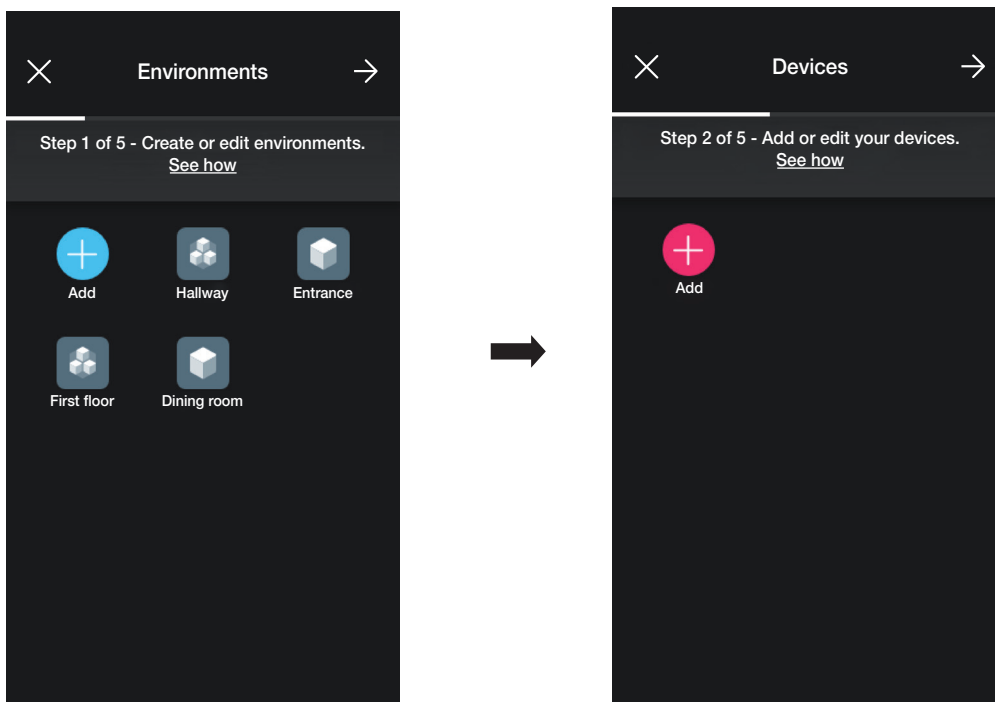 Environments
Step 1 of 5 - Create or edit environments.
See how
Add
Hallway
Entrance
First floor
Dining room
Devices
Step 2 of 5 - Add or edit your devices.
See how
Add